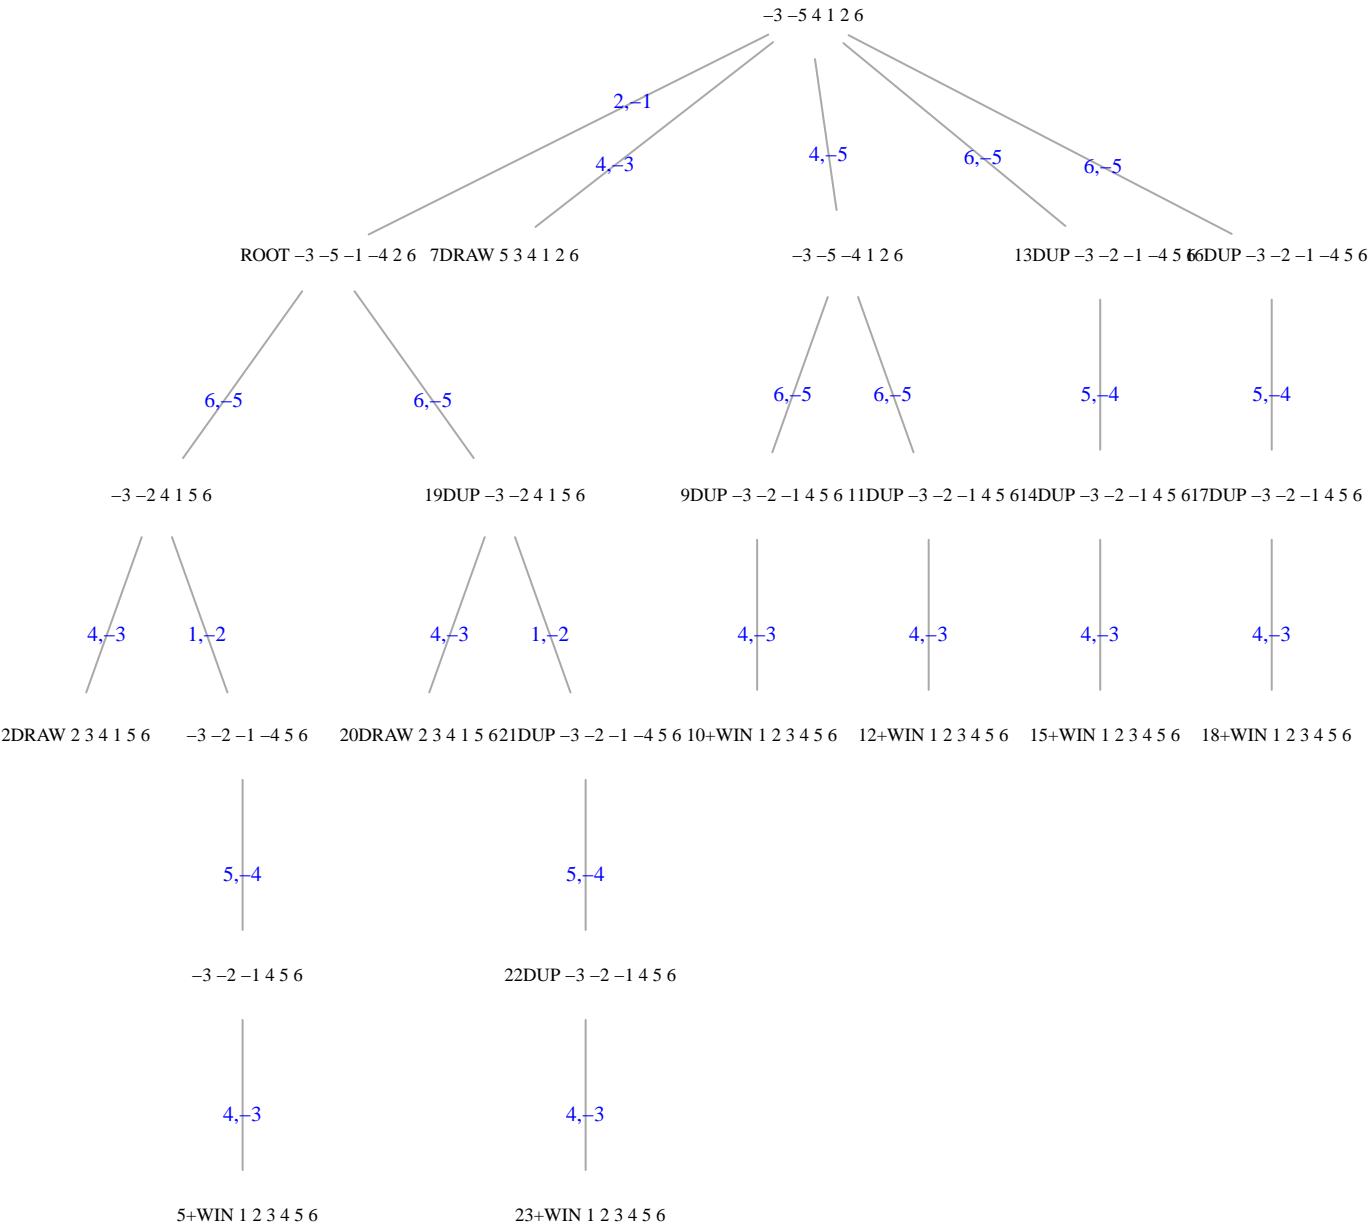 –3 –5 4 1 2 6
2,–1
4,–3
4,–5
6,–5
6,–5
ROOT –3 –5 –1 –4 2 6
7DRAW 5 3 4 1 2 6
–3 –5 –4 1 2 6
13DUP –3 –2 –1 –4 5 6
16DUP –3 –2 –1 –4 5 6
6,–5
6,–5
6,–5
6,–5
5,–4
5,–4
–3 –2 4 1 5 6
19DUP –3 –2 4 1 5 6
9DUP –3 –2 –1 4 5 6
11DUP –3 –2 –1 4 5 6
14DUP –3 –2 –1 4 5 6
17DUP –3 –2 –1 4 5 6
4,–3
1,–2
4,–3
1,–2
4,–3
4,–3
4,–3
4,–3
2DRAW 2 3 4 1 5 6
–3 –2 –1 –4 5 6
20DRAW 2 3 4 1 5 6
21DUP –3 –2 –1 –4 5 6
10+WIN 1 2 3 4 5 6
12+WIN 1 2 3 4 5 6
15+WIN 1 2 3 4 5 6
18+WIN 1 2 3 4 5 6
5,–4
5,–4
–3 –2 –1 4 5 6
22DUP –3 –2 –1 4 5 6
4,–3
4,–3
5+WIN 1 2 3 4 5 6
23+WIN 1 2 3 4 5 6